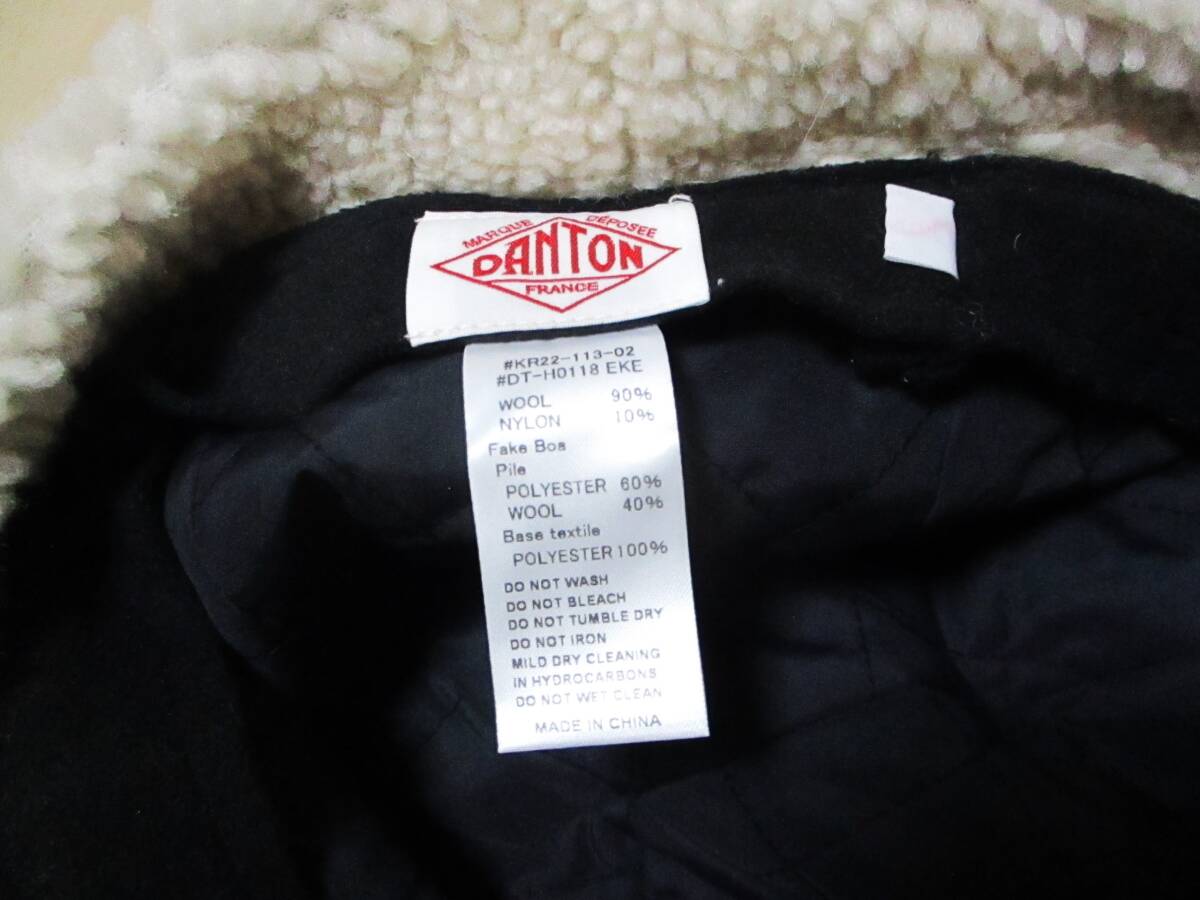 MARQUE DÉPOSÉE
DANTON
FRANCE
#KR22-113-02
#DT-H0118 EKE
WOOL 90%
NYLON 10%
Fake Boa
Pile
POLYESTER 60%
WOOL 40%
Base textile
POLYESTER 100%
DO NOT WASH
DO NOT BLEACH
DO NOT TUMBLE DRY
DO NOT IRON
MILD DRY CLEANING
IN HYDROCARBONS
DO NOT WET CLEAN
MADE IN CHINA